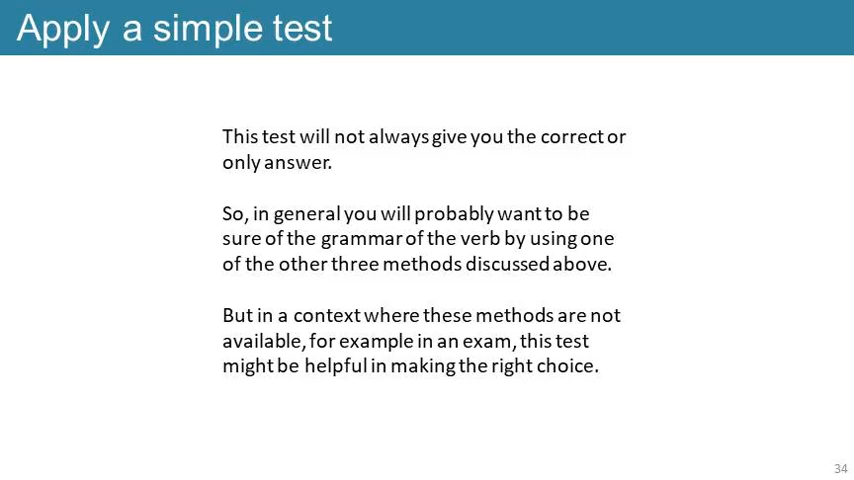 Apply a simple test
This test will not always give you the correct or
only answer.
So, in general you will probably want to be
sure of the grammar of the verb by using one
of the other three methods discussed above.
But in a context where these methods are not
available, for example in an exam, this test
might be helpful in making the right choice.
34